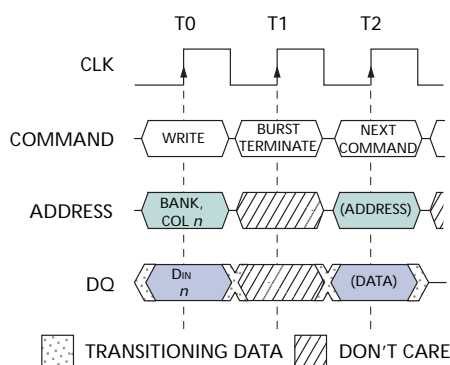 T0 T1 T2
CLK
COMMAND WRITE BURST TERMINATE NEXT COMMAND
ADDRESS BANK, COL n (ADDRESS)
DQ DIN n (DATA)
TRANSITIONING DATA DON'T CARE